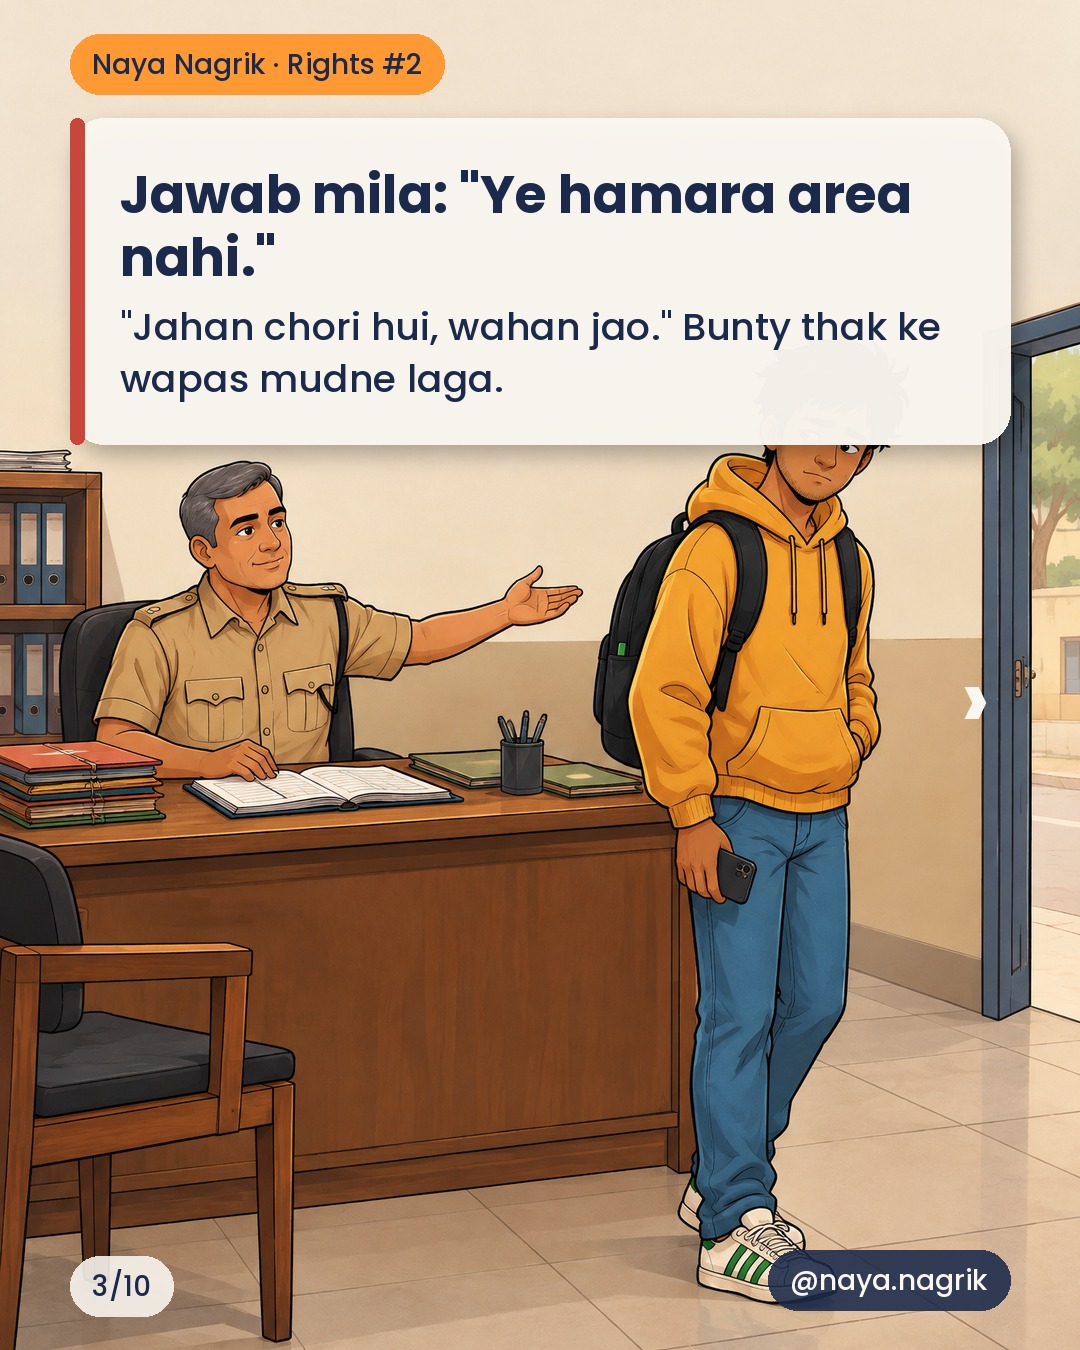 Naya Nagrik · Rights #2
Jawab mila: "Ye hamara area
nahi."
"Jahan chori hui, wahan jao." Bunty thak ke
wapas mudne laga.
3/10
@naya.nagrik